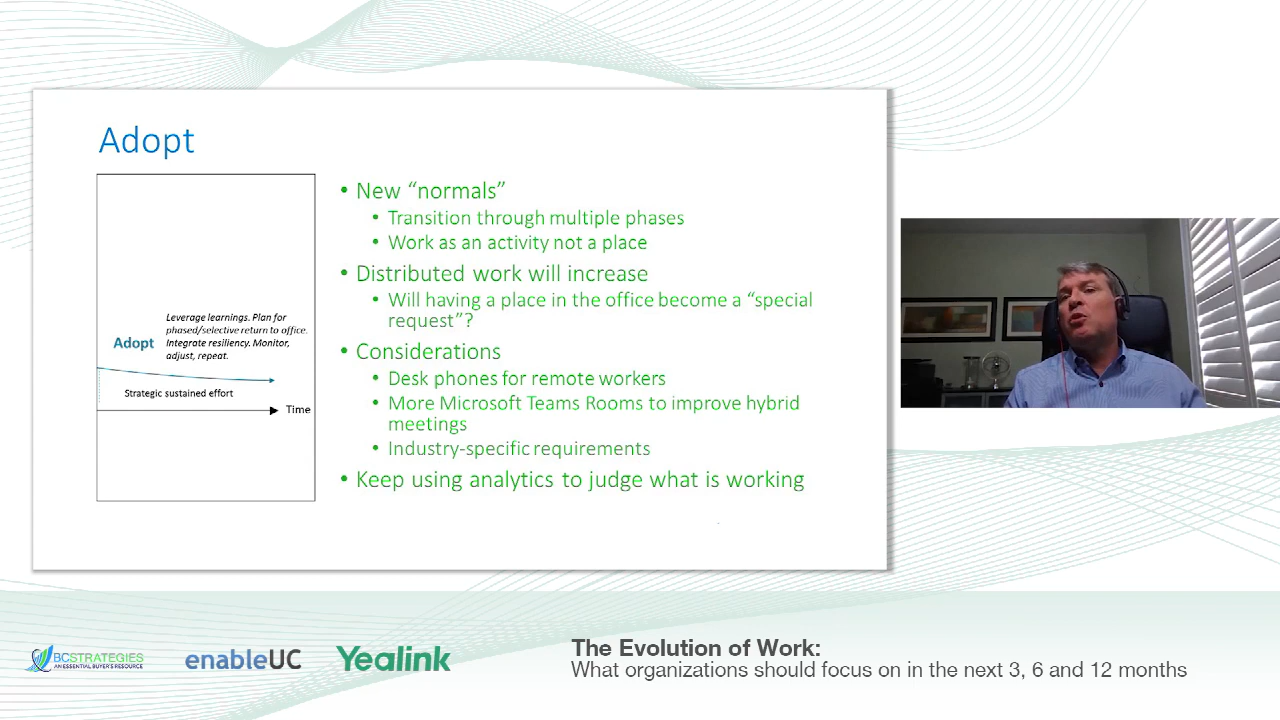 Adopt
Leverage learnings. Plan for
phased/selective return to office.
Integrate resiliency. Monitor,
adjust, repeat.
Adopt
Strategic sustained effort
Time
• New “normals”
• Transition through multiple phases
• Work as an activity not a place
• Distributed work will increase
• Will having a place in the office become a “special
request”?
• Considerations
• Desk phones for remote workers
• More Microsoft Teams Rooms to improve hybrid
meetings
• Industry-specific requirements
• Keep using analytics to judge what is working
BCSTRATEGIES
AN ESSENTIAL BUYER'S RESOURCE
enableUC
Yealink
The Evolution of Work:
What organizations should focus on in the next 3, 6 and 12 months